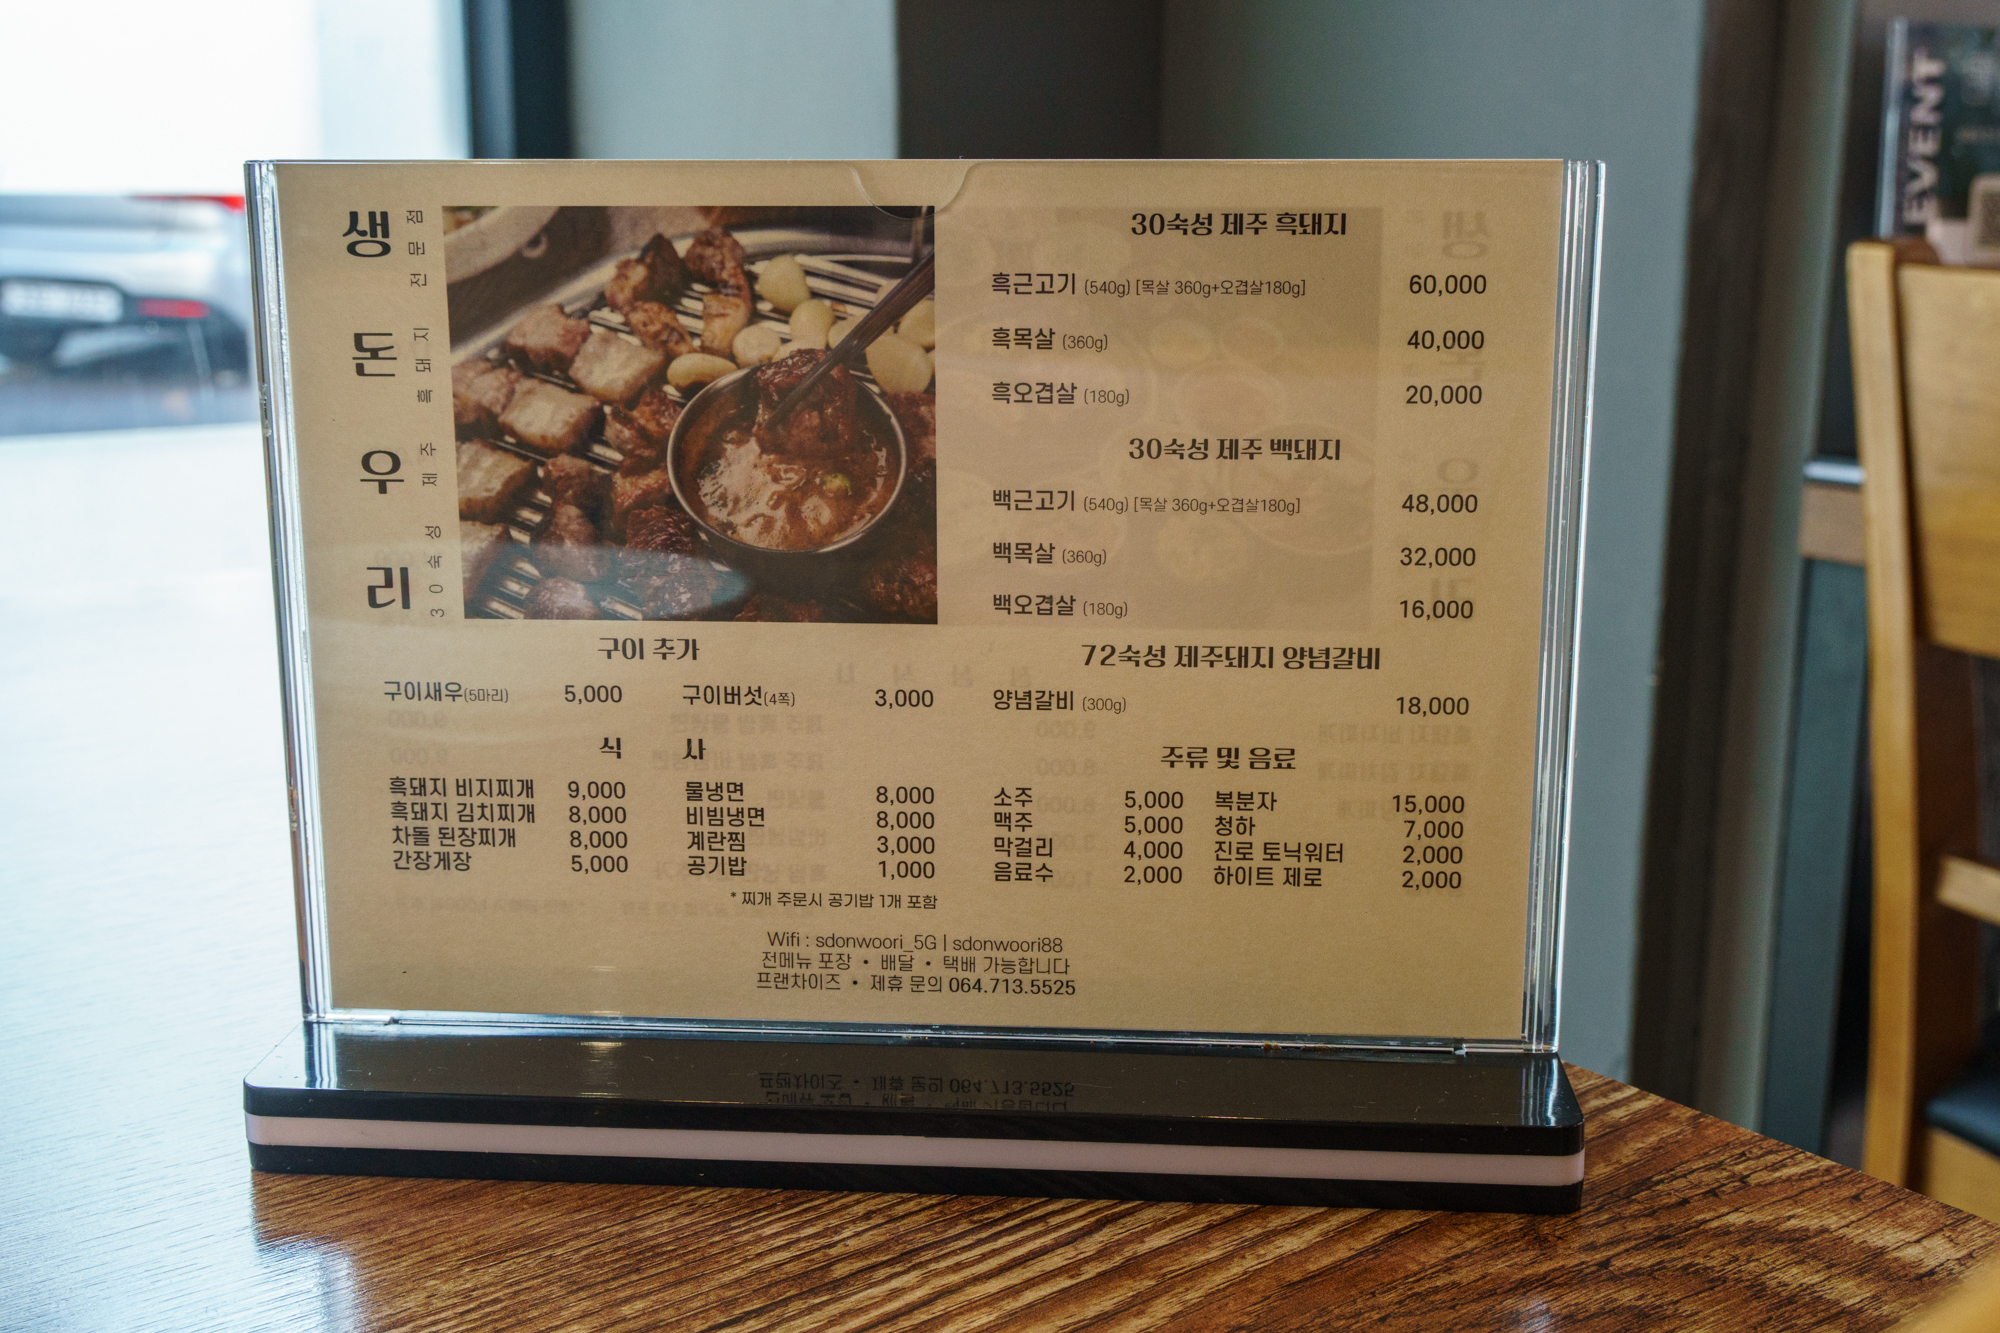 생돈우리
30숙성 제주 흑돼지 전문점
30숙성 제주 흑돼지
흑근고기 (540g) [목살 360g+오겹살180g] 60,000
흑목살 (360g) 40,000
흑오겹살 (180g) 20,000
30숙성 제주 백돼지
백근고기 (540g) [목살 360g+오겹살180g] 48,000
백목살 (360g) 32,000
백오겹살 (180g) 16,000
구이 추가
구이새우(5마리) 5,000 구이버섯(4쪽) 3,000
72숙성 제주돼지 양념갈비
양념갈비 (300g) 18,000
식 사
흑돼지 비지찌개 9,000 물냉면 8,000
흑돼지 김치찌개 8,000 비빔냉면 8,000
차돌 된장찌개 8,000 계란찜 3,000
간장게장 5,000 공기밥 1,000
* 찌개 주문시 공기밥 1개 포함
주류 및 음료
소주 5,000 복분자 15,000
맥주 5,000 청하 7,000
막걸리 4,000 진로 토닉워터 2,000
음료수 2,000 하이트 제로 2,000
Wifi : sdonwoori_5G | sdonwoori88
전메뉴 포장 • 배달 • 택배 가능합니다
프랜차이즈 • 제휴 문의 064.713.5525
EVENT